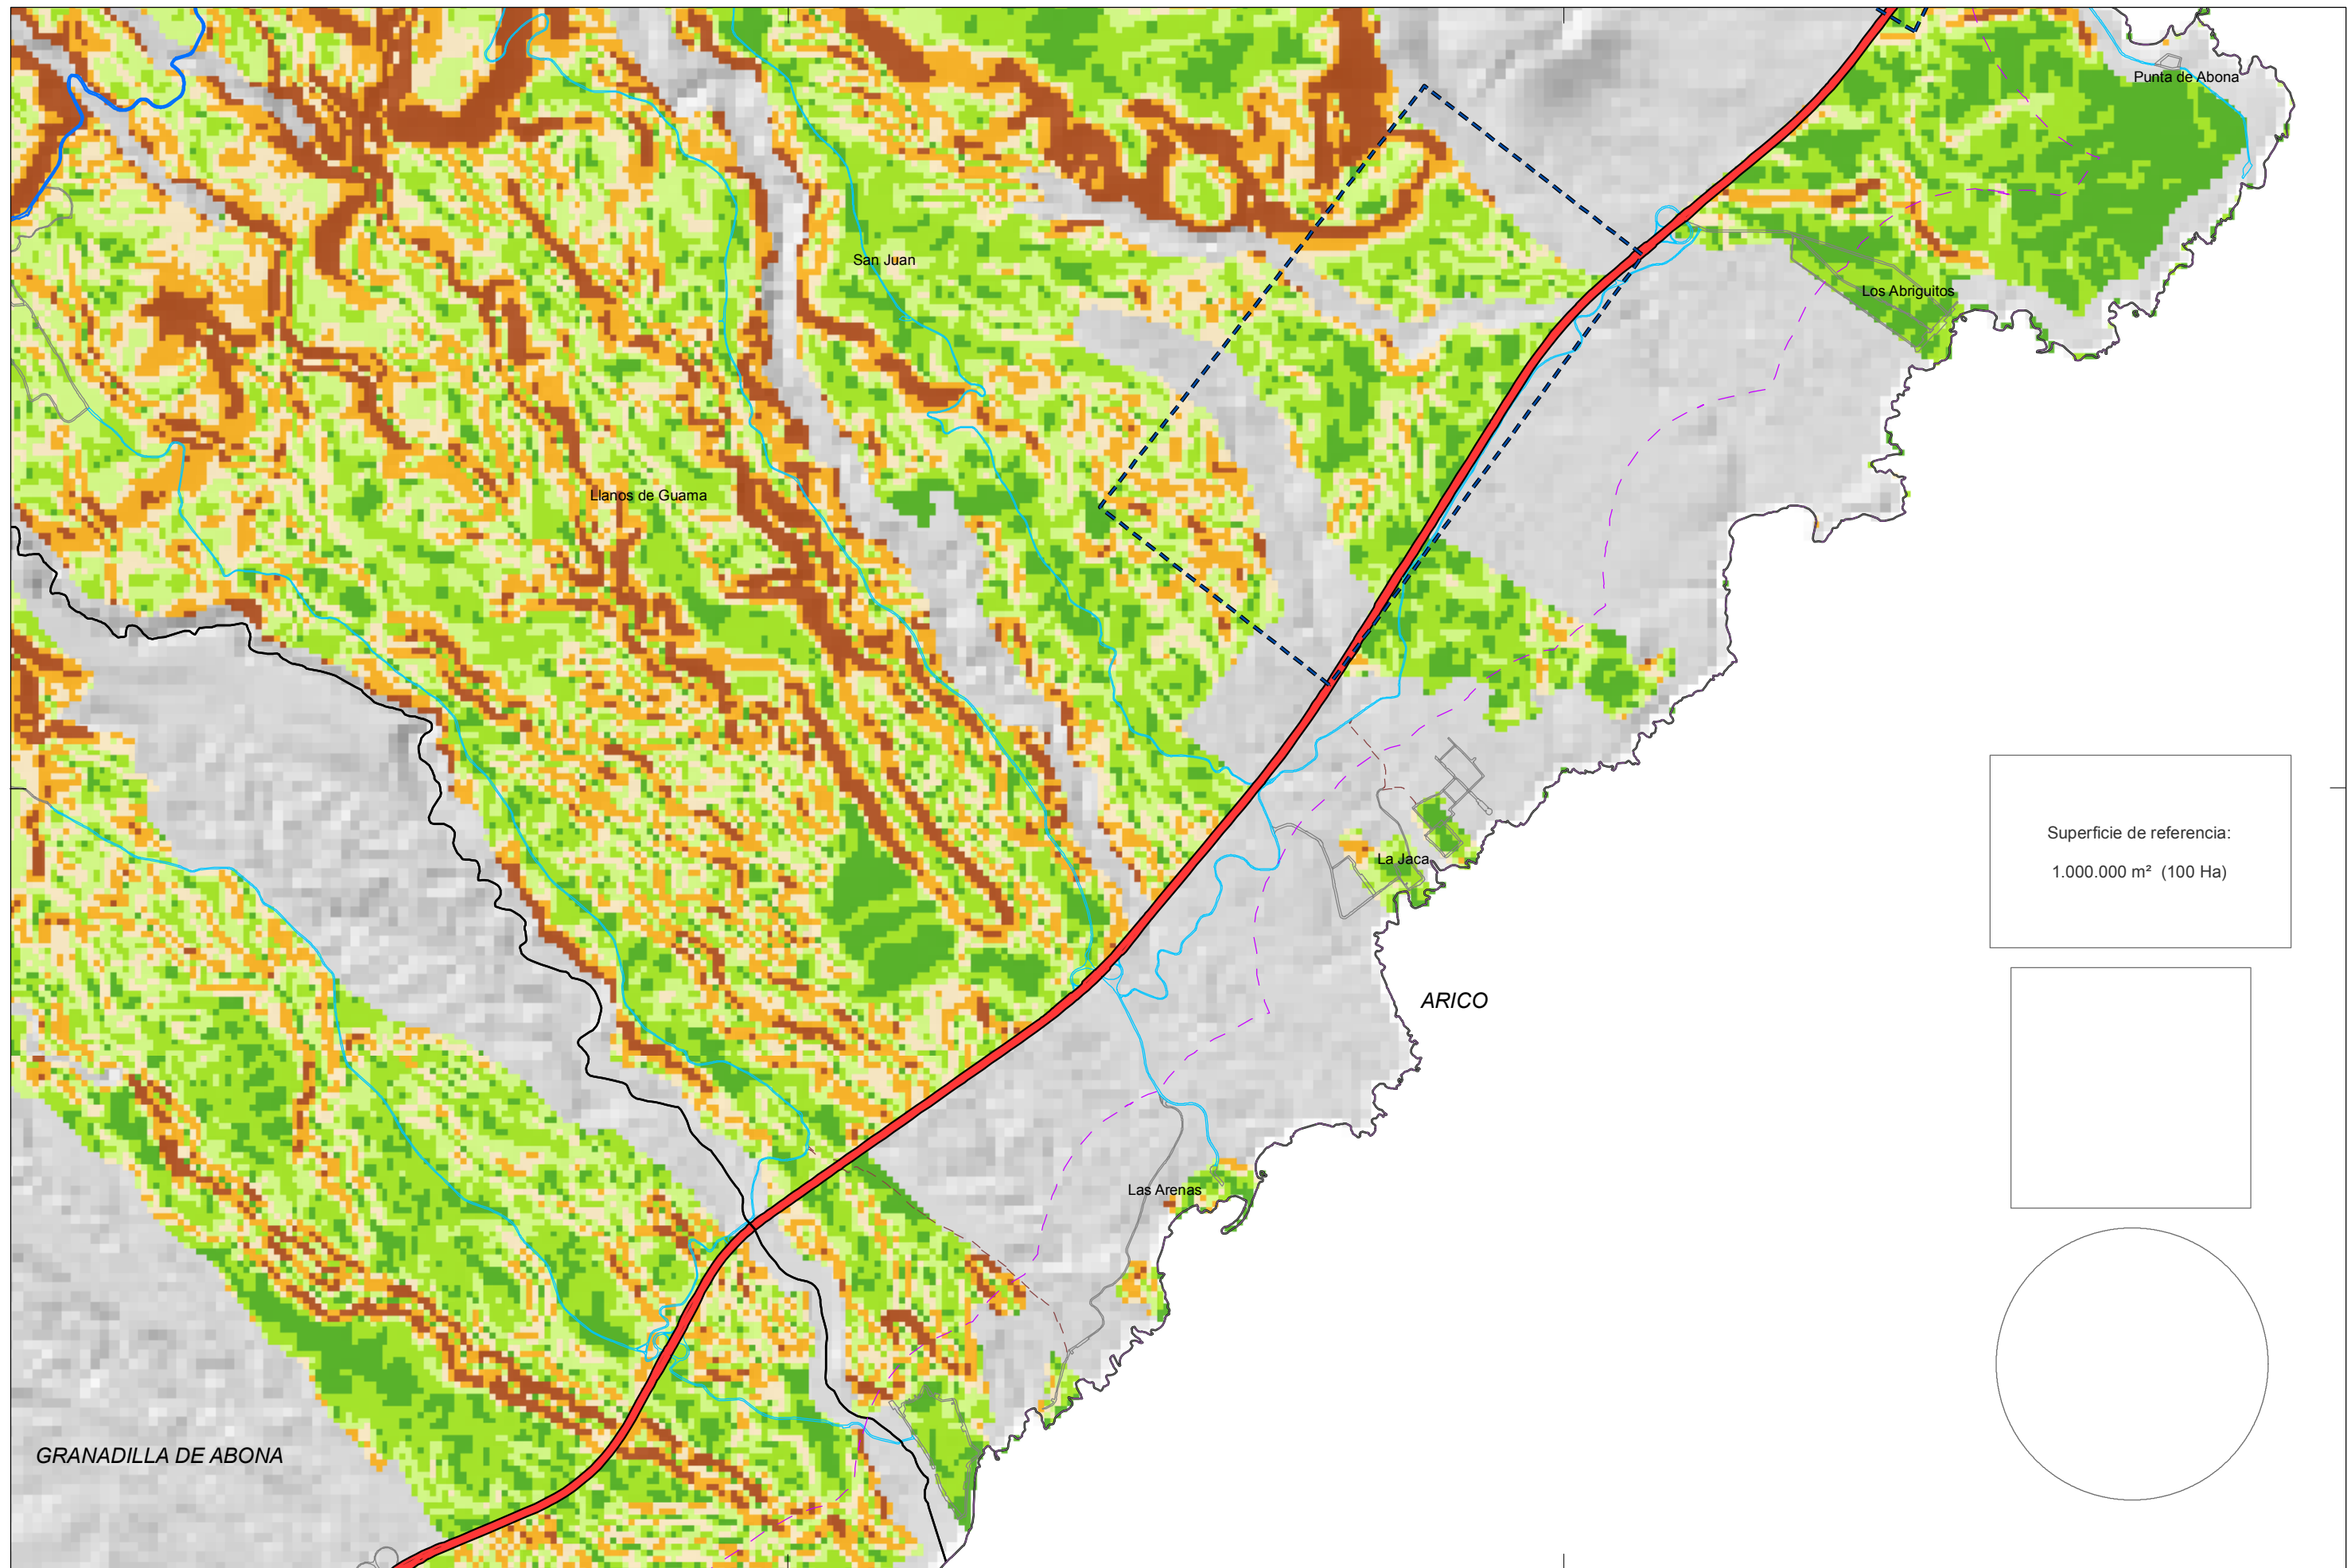 Punta de Abona
San Juan
Los Abriguitos
Llanos de Guama
Superficie de referencia:
1.000.000 m² (100 Ha)
La Jaca
ARICO
Las Arenas
GRANADILLA DE ABONA